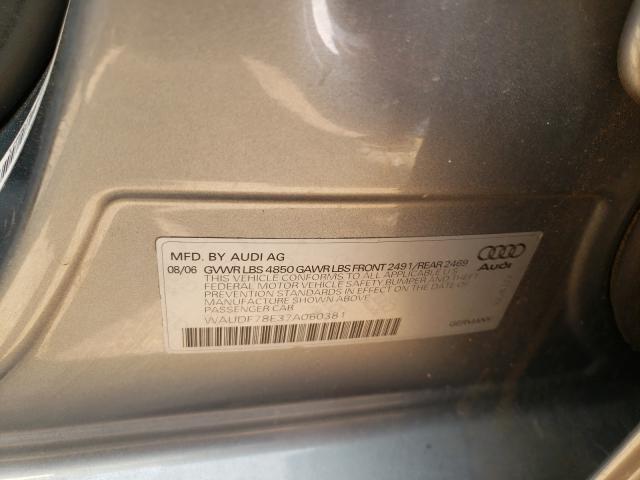 MFD. BY AUDI AG
08/06 GVWR LBS 4850 GAWR LBS FRONT 2491/REAR 2469
THIS VEHICLE CONFORMS TO ALL APPLICABLE U.S.
FEDERAL MOTOR VEHICLE SAFETY BUMPER AND THEFT
PREVENTION STANDARDS IN EFFECT ON THE DATE OF
MANUFACTURE SHOWN ABOVE
PASSENGER CAR
WAUDF78E37A060381
Audi
GERMANY